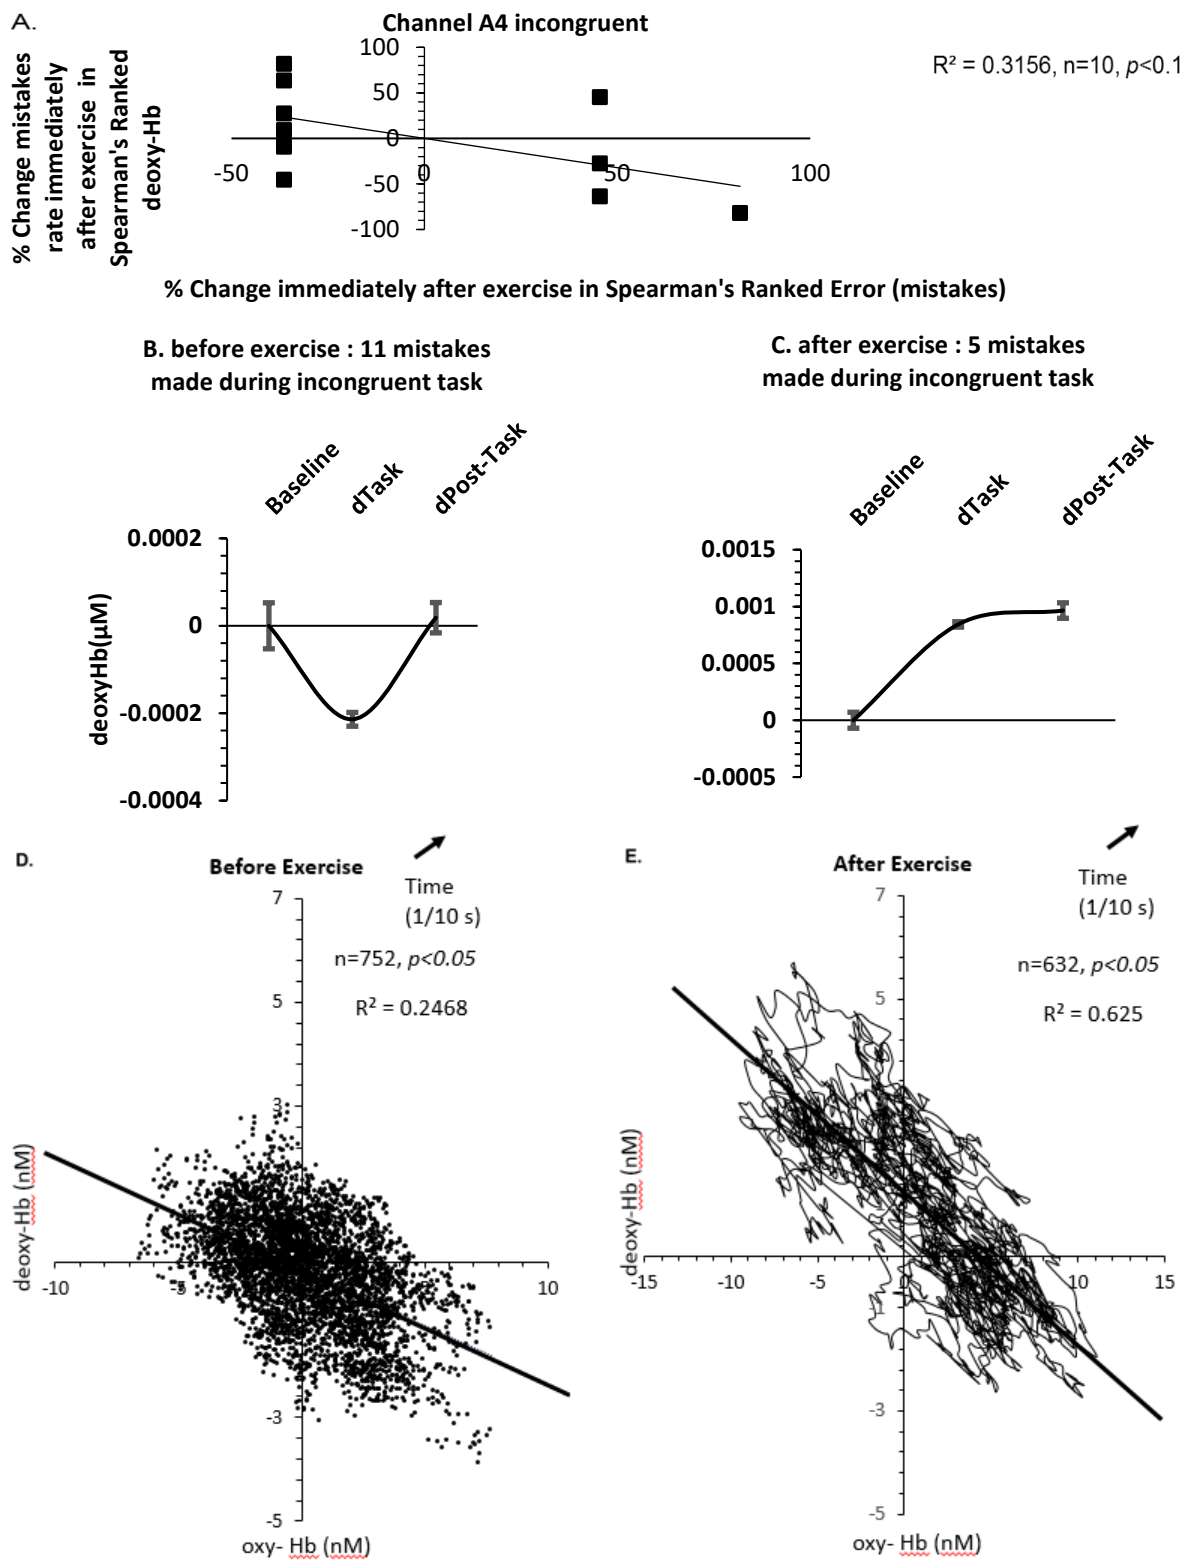 A.
Channel A4 incongruent
% Change mistakes
rate immediately
after exercise in
Spearman's Ranked
deoxy-Hb
R² = 0.3156, n=10, p<0.1
100
50
0
-50
-100
-50
0
50
100
% Change immediately after exercise in Spearman's Ranked Error (mistakes)
B. before exercise : 11 mistakes
made during incongruent task
Baseline
dTask
dPost-Task
deoxyHb(µM)
0.0002
0
-0.0002
-0.0004
C. after exercise : 5 mistakes
made during incongruent task
Baseline
dTask
dPost-Task
0.0015
0.001
0.0005
0
-0.0005
D.
Before Exercise
Time
(1/10 s)
n=752, p<0.05
R² = 0.2468
7
5
3
-3
-5
-10
-5
10
deoxy-Hb (nM)
oxy- Hb (nM)
E.
After Exercise
Time
(1/10 s)
n=632, p<0.05
R² = 0.625
7
5
-3
-5
-15
-10
-5
0
10
15
deoxy-Hb (nM)
oxy- Hb (nM)